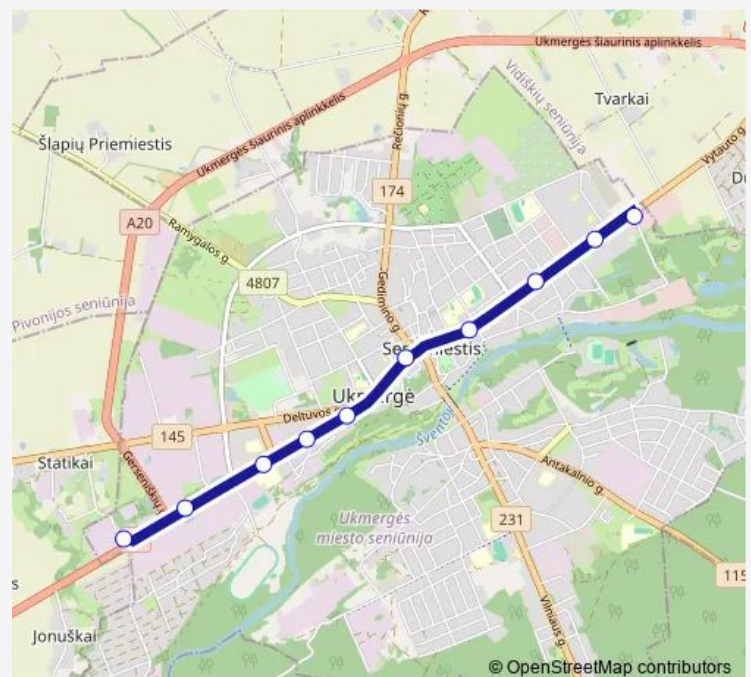 Ukmergės šiaurinis aplinkkelis
Vidiškių seniūnija
Tvarkai
Vytauto g.
Rečionių g.
Šlapių Priemiestis
Ukmergės šiaurinis aplinkkelis
174
A20
Ramygalos g.
4807
Gedimino g.
Pivonijos seniūnija
Ukmergė
Deltuvos
145
Šventoji
Statikai
Antakalnio g.
231
Ukmergės
miesto seniūnija
115
Vilniaus g.
Jonuškai
© OpenStreetMap contributors